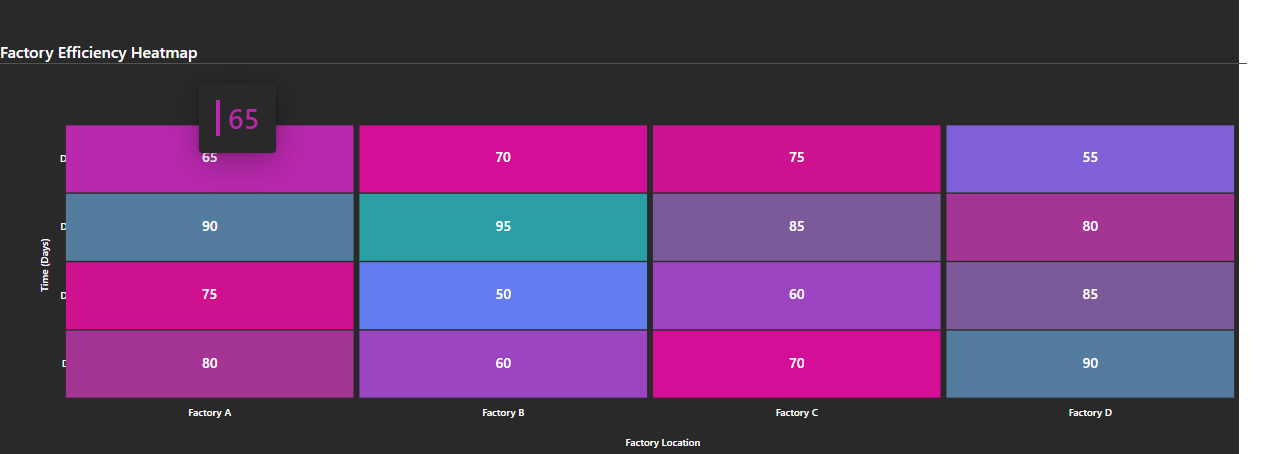 Factory Efficiency Heatmap
65
D 65 70 75 55
D 90 95 85 80
D 75 50 60 85
80 60 70 90
Time (Days)
Factory A Factory B Factory C Factory D
Factory Location